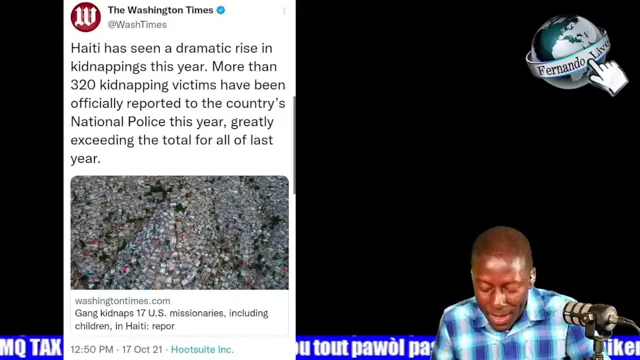 The Washington Times
@WashTimes
Haiti has seen a dramatic rise in
kidnappings this year. More than
320 kidnapping victims have been
officially reported to the country's
National Police this year, greatly
exceeding the total for all of last
year.
washingtontimes.com
Gang kidnaps 17 U.S. missionaries, including
children, in Haiti: repor
12:50 PM · 17 Oct 21 · Hootsuite Inc.
Fernando Live
MQ TAX
ou tout pawòl pas
iken